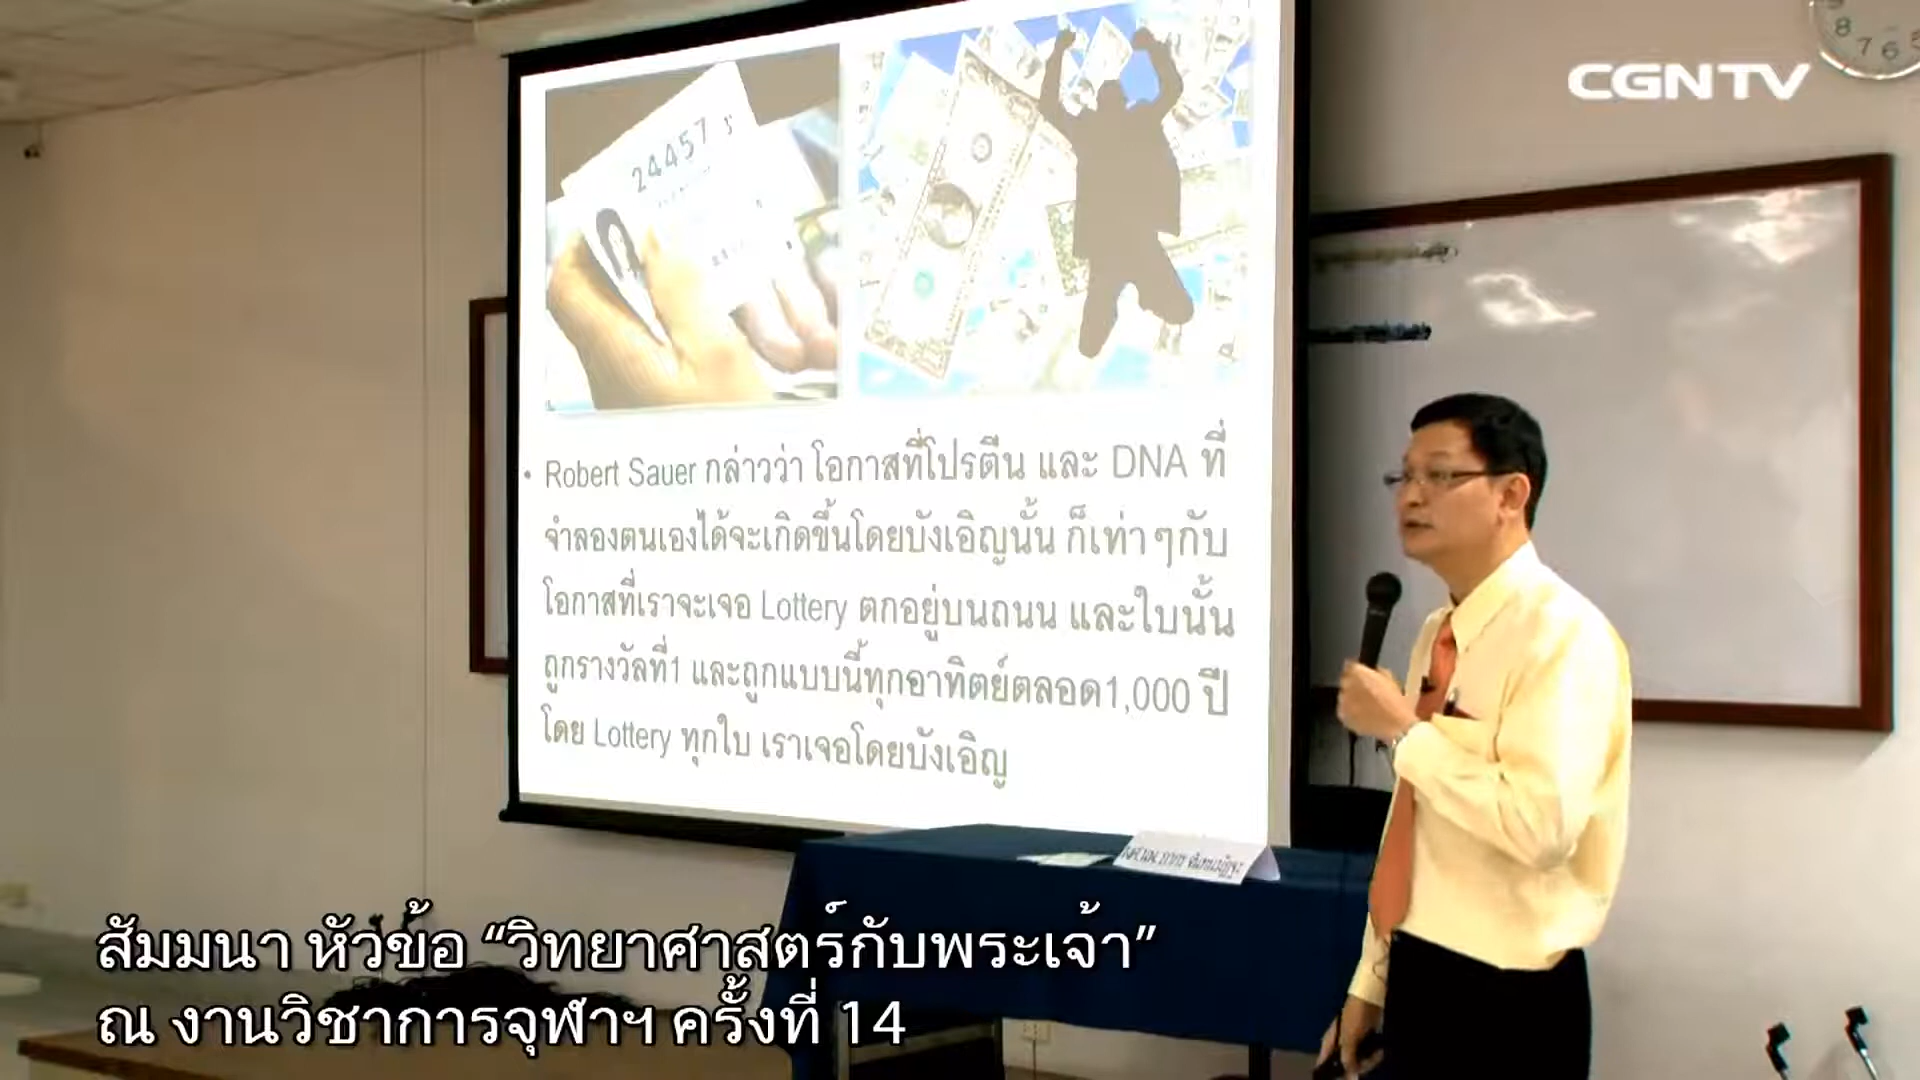 CGNTV
8
7
6
24457
• Robert Sauer กล่าวว่า โอกาสที่โปรตีน และ DNA ที่
จำลองตนเองได้จะเกิดขึ้นโดยบังเอิญนั้น ก็เท่าๆกับ
โอกาสที่เราจะเจอ Lottery ตกอยู่บนถนน และใบนั้น
ถูกรางวัลที่1 และถูกแบบนี้ทุกอาทิตย์ตลอด1,000 ปี
โดย Lottery ทุกใบ เราเจอโดยบังเอิญ
สัมมนา หัวข้อ “วิทยาศาสตร์กับพระเจ้า”
ณ งานวิชาการจุฬาฯ ครั้งที่ 14